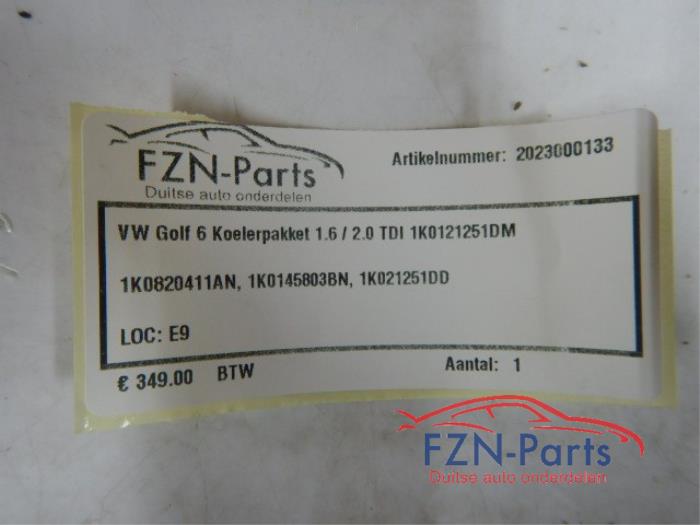 FZN-Parts
Duitse auto onderdelen
Artikelnummer: 2023000133
VW Golf 6 Koelerpakket 1.6 / 2.0 TDI 1K0121251DM
1K0820411AN, 1K0145803BN, 1K021251DD
LOC: E9
€ 349.00 BTW
Aantal: 1
FZN-Parts
Duitse auto onderdelen